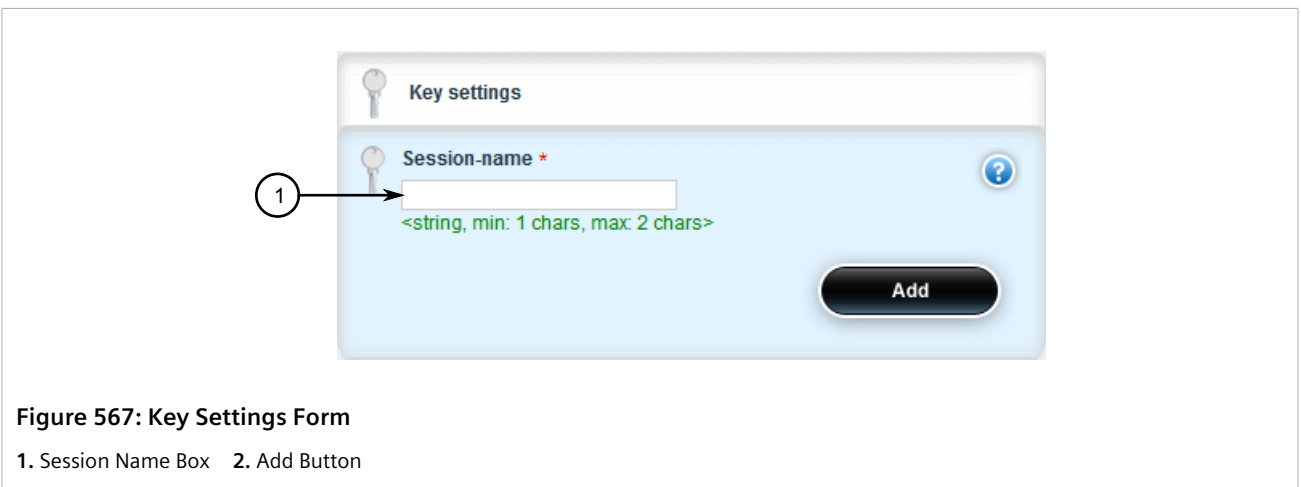 Key settings
Session-name *
?
1
<string, min: 1 chars, max: 2 chars>
Add
Figure 567: Key Settings Form
1. Session Name Box 2. Add Button